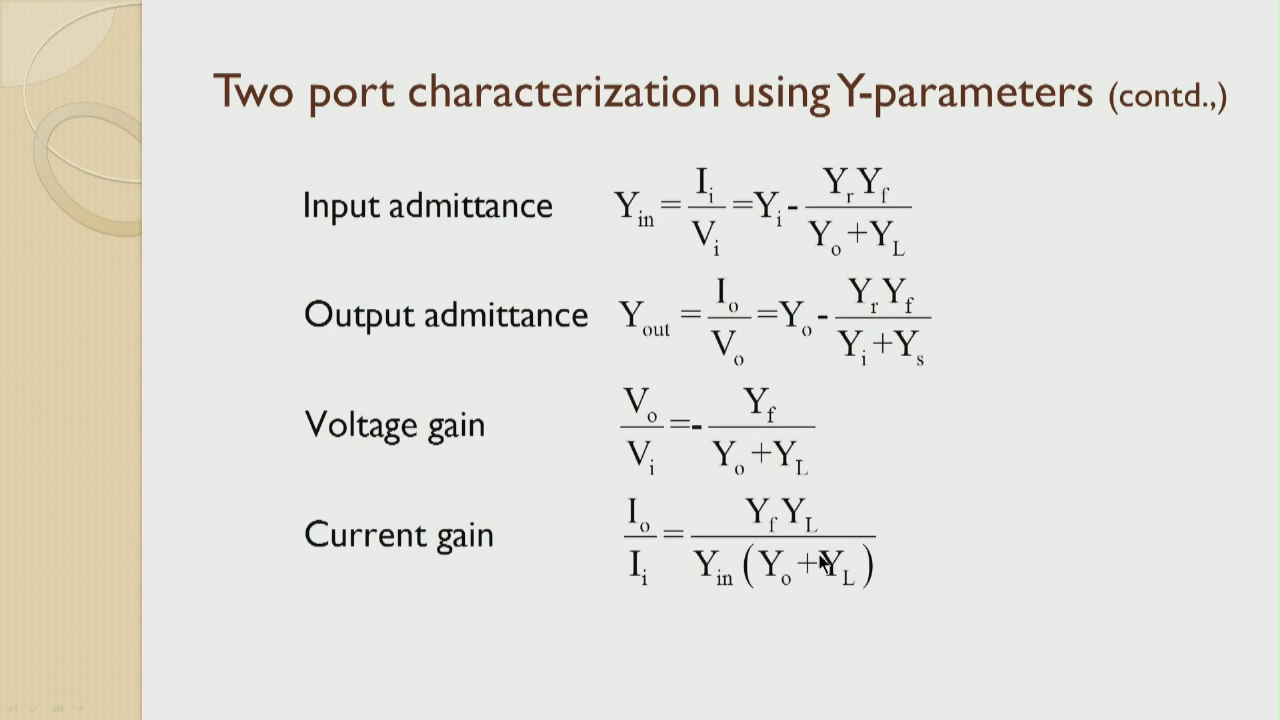 Two port characterization using Y-parameters (contd.,)
Input admittance Y_in = I_i / V_i = Y_i - Y_r Y_f / (Y_o + Y_L)
Output admittance Y_out = I_o / V_o = Y_o - Y_r Y_f / (Y_i + Y_s)
Voltage gain V_o / V_i = - Y_f / (Y_o + Y_L)
Current gain I_o / I_i = Y_f Y_L / (Y_in (Y_o + Y_L))